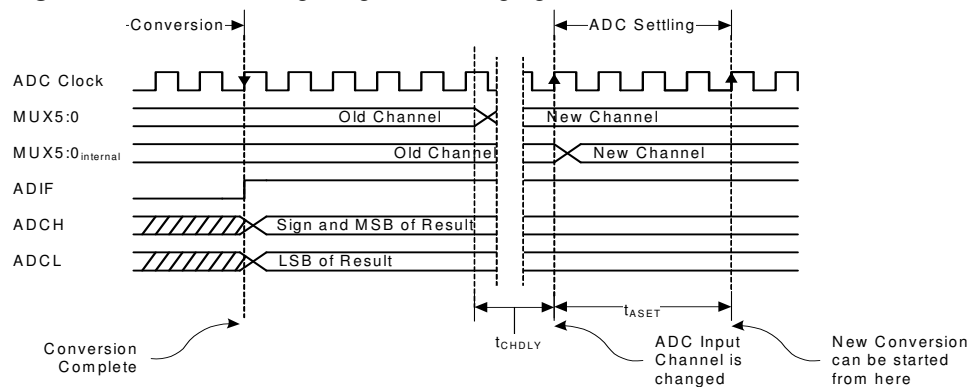 -Conversion
ADC Settling
ADC Clock
MUX5:0
Old Channel
New Channel
MUX5:0internal
Old Channel
New Channel
ADIF
ADCH
Sign and MSB of Result
ADCL
LSB of Result
tCHDLY
tASET
Conversion
Complete
ADC Input
Channel is
changed
New Conversion
can be started
from here